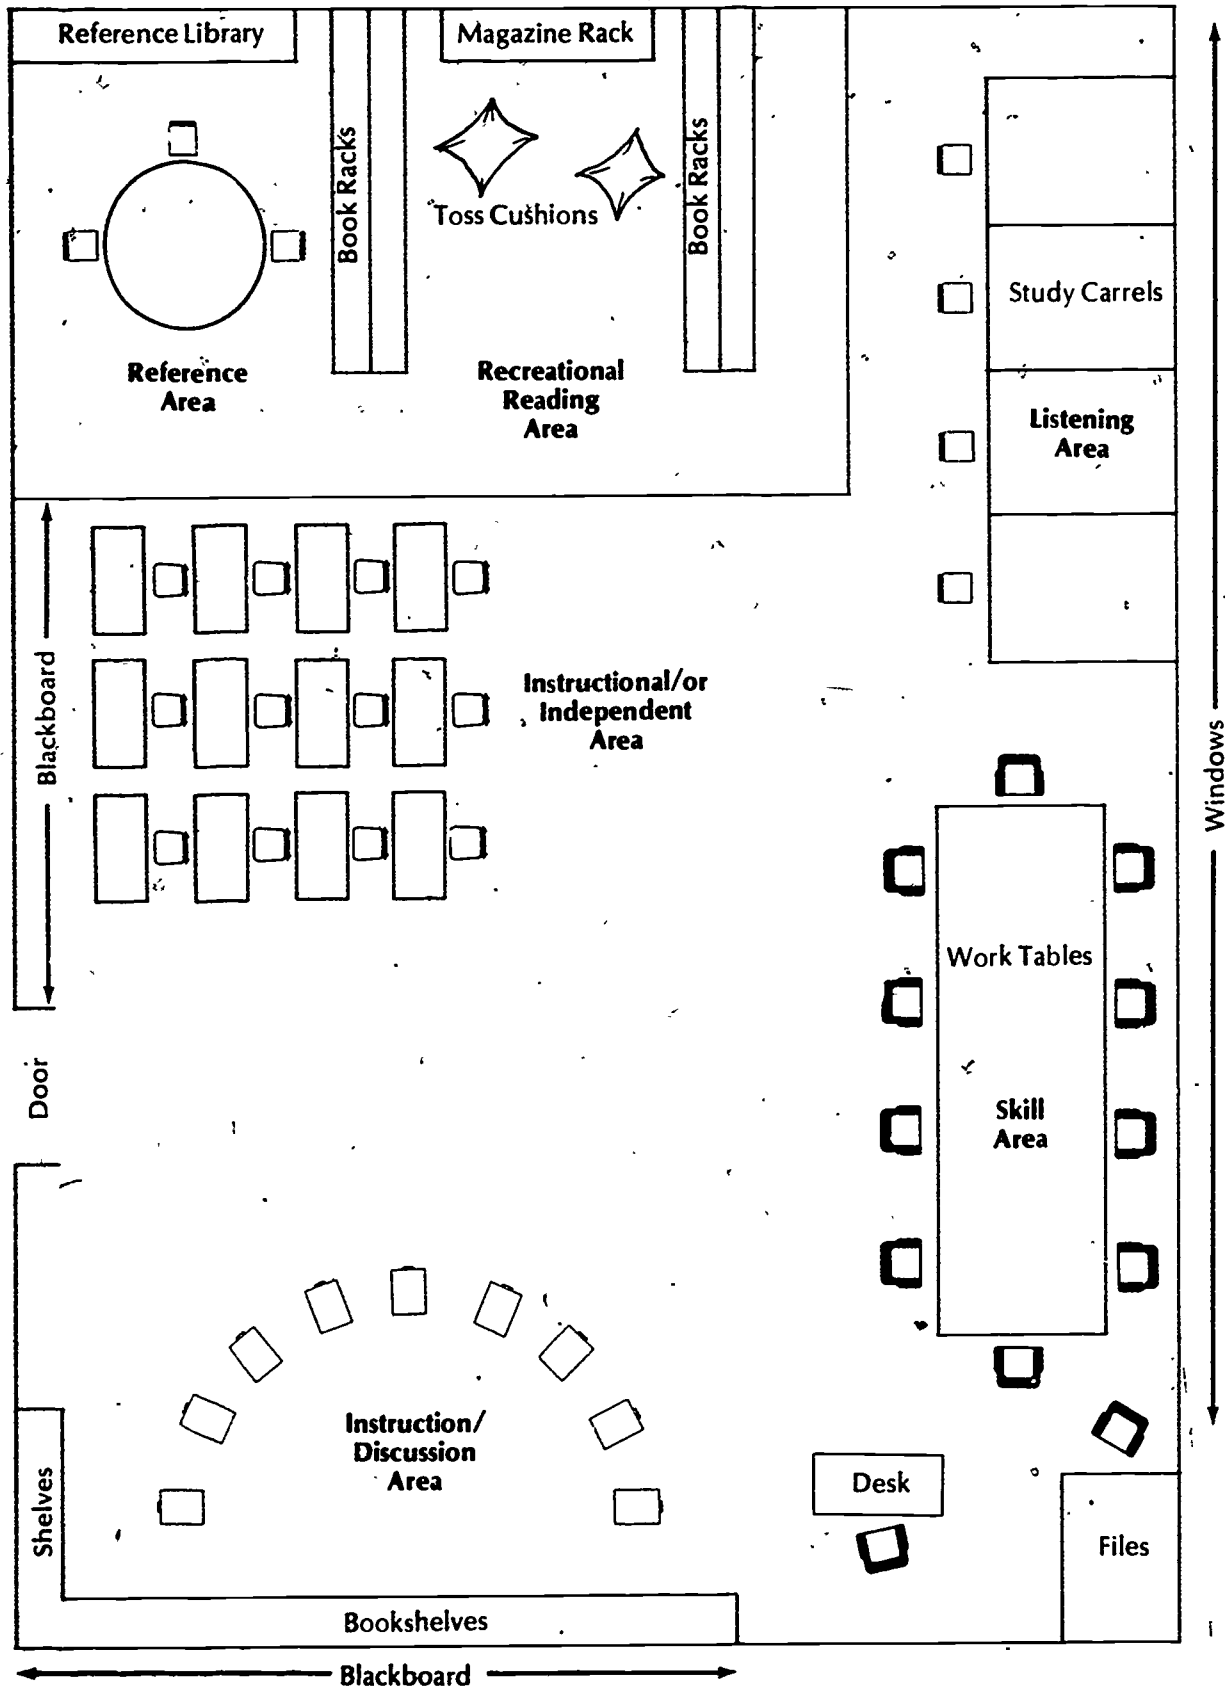 Reference Library
Magazine Rack
Book Racks
Book Racks
Toss Cushions
Study Carrels
Reference
Area
Recreational
Reading
Area
Listening
Area
Blackboard
Instructional/or
Independent
Area
Windows
Work Tables
Door
Skill
Area
Instruction/
Discussion
Area
Shelves
Desk
Files
Bookshelves
Blackboard